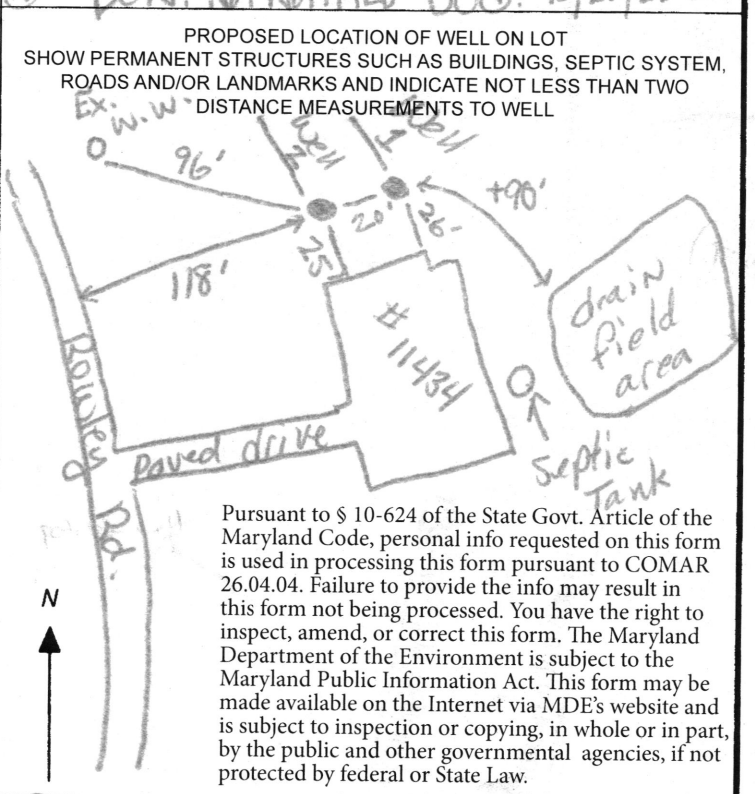 PROPOSED LOCATION OF WELL ON LOT
SHOW PERMANENT STRUCTURES SUCH AS BUILDINGS, SEPTIC SYSTEM,
ROADS AND/OR LANDMARKS AND INDICATE NOT LESS THAN TWO
DISTANCE MEASUREMENTS TO WELL
Ex.
W.W.
Well
2
Well
1
96'
20'
+90'
25
26-
118'
drain
field
area
# 11434
Paved drive
Septic
Tank
Rd.
N
Pursuant to § 10-624 of the State Govt. Article of the
Maryland Code, personal info requested on this form
is used in processing this form pursuant to COMAR
26.04.04. Failure to provide the info may result in
this form not being processed. You have the right to
inspect, amend, or correct this form. The Maryland
Department of the Environment is subject to the
Maryland Public Information Act. This form may be
made available on the Internet via MDE's website and
is subject to inspection or copying, in whole or in part,
by the public and other governmental agencies, if not
protected by federal or State Law.